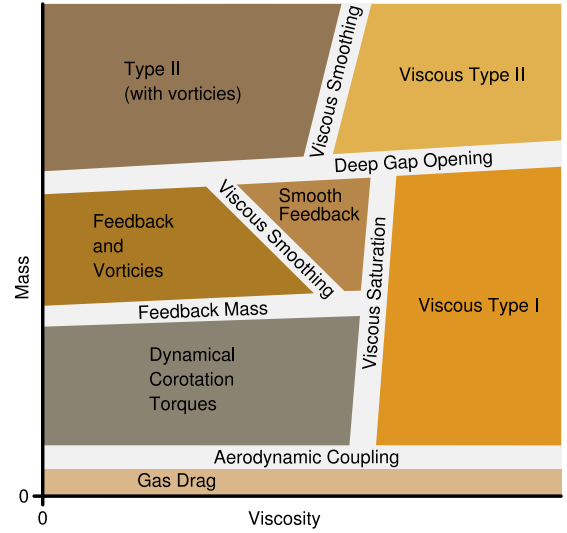 Type II
(with vorticies)
Viscous Smoothing
Viscous Type II
Deep Gap Opening
Feedback
and
Vorticies
Viscous Smoothing
Smooth
Feedback
Viscous Saturation
Viscous Type I
Mass
Feedback Mass
Dynamical
Corotation
Torques
Aerodynamic Coupling
Gas Drag
0
0
Viscosity